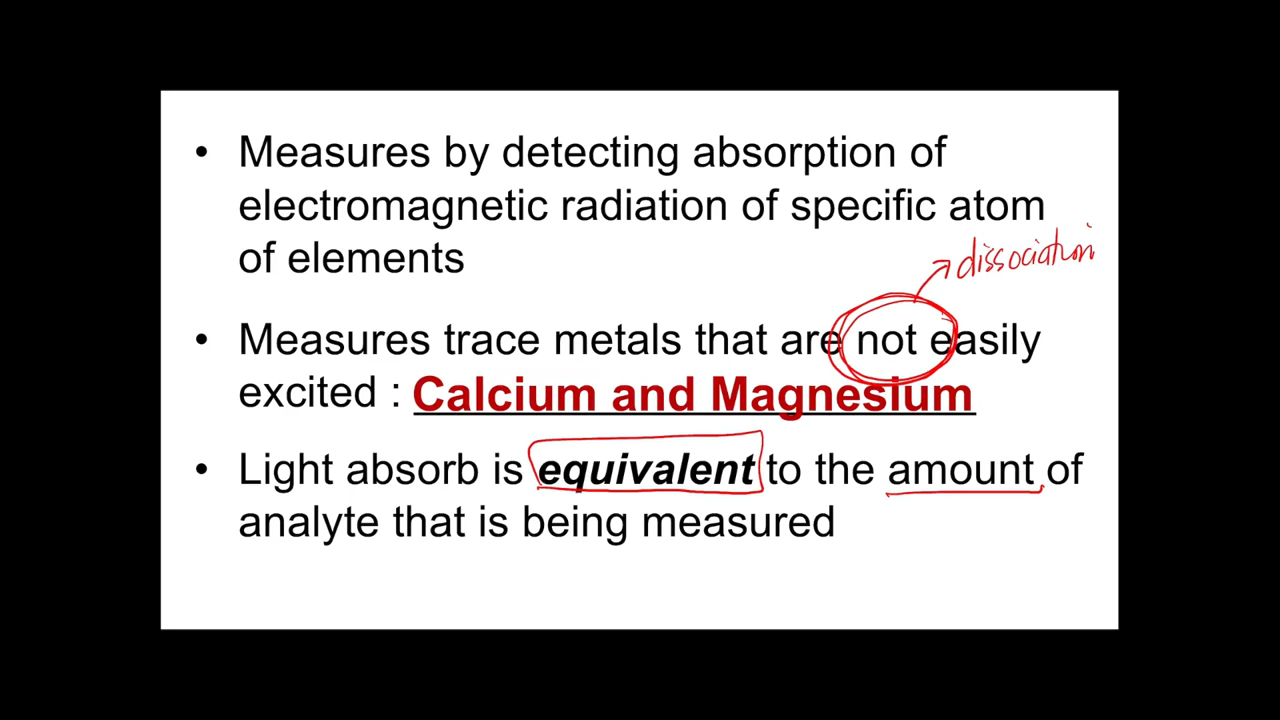 • Measures by detecting absorption of
electromagnetic radiation of specific atom
of elements
dissociation
• Measures trace metals that are not easily
excited : Calcium and Magnesium
• Light absorb is equivalent to the amount of
analyte that is being measured